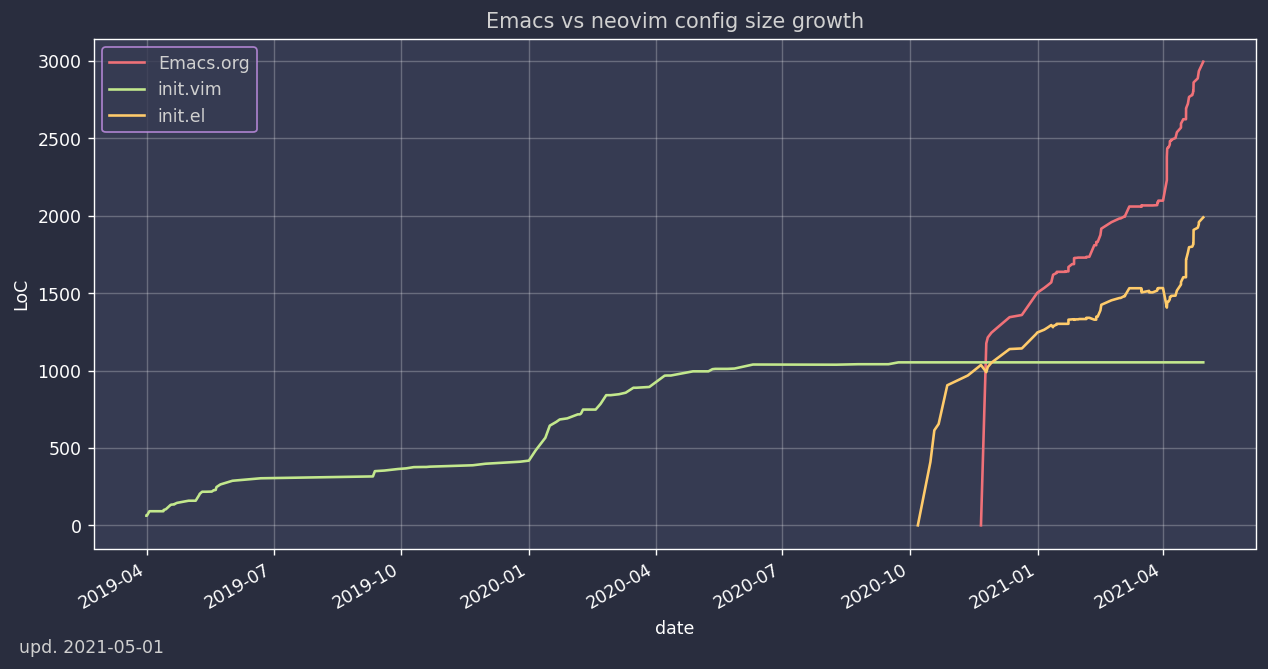 Emacs vs neovim config size growth
Emacs.org
init.vim
init.el
LoC
3000
2500
2000
1500
1000
500
0
2019-04
2019-07
2019-10
2020-01
2020-04
2020-07
2020-10
2021-01
2021-04
date
upd. 2021-05-01